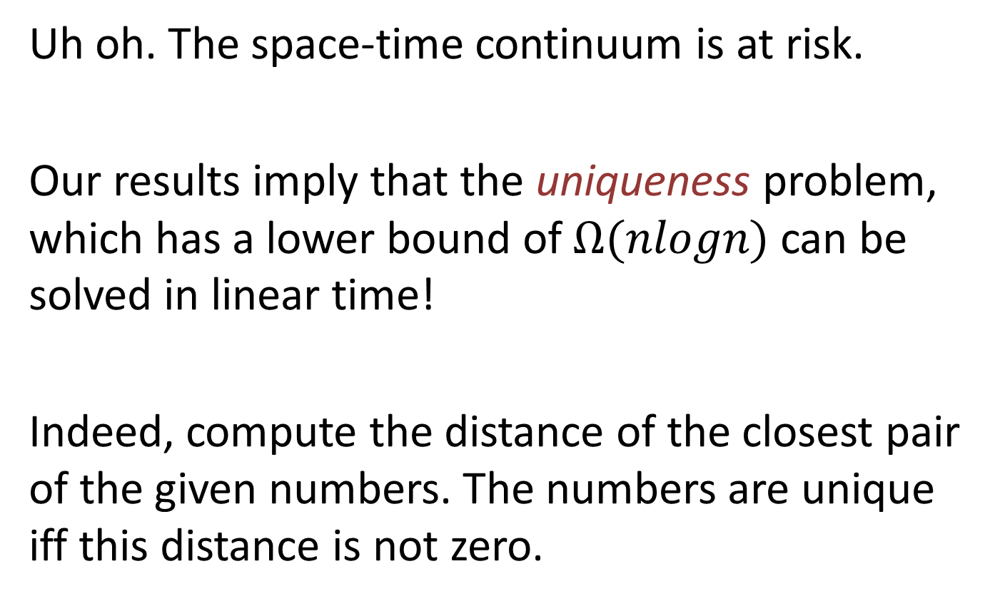 Uh oh. The space-time continuum is at risk.
Our results imply that the uniqueness problem,
which has a lower bound of Ω(nlogn) can be
solved in linear time!
Indeed, compute the distance of the closest pair
of the given numbers. The numbers are unique
iff this distance is not zero.